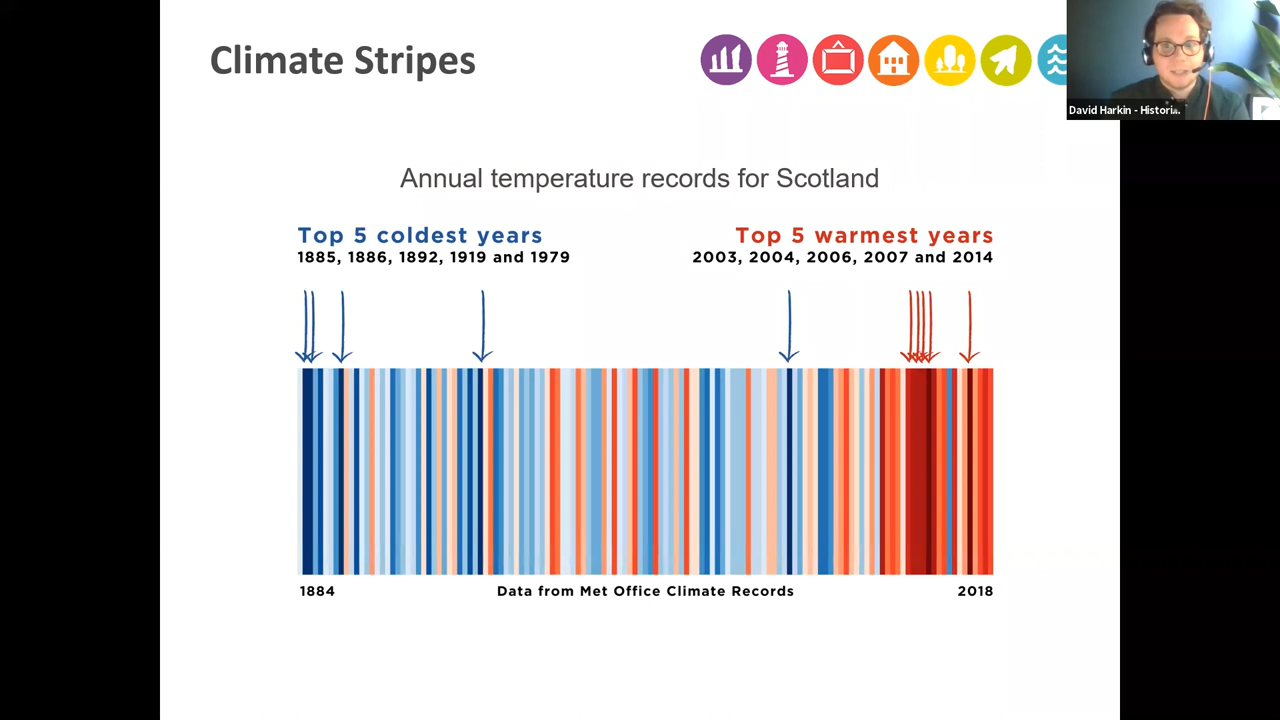 Climate Stripes
David Harkin - Historia.
Annual temperature records for Scotland
Top 5 coldest years
1885, 1886, 1892, 1919 and 1979
Top 5 warmest years
2003, 2004, 2006, 2007 and 2014
1884
Data from Met Office Climate Records
2018